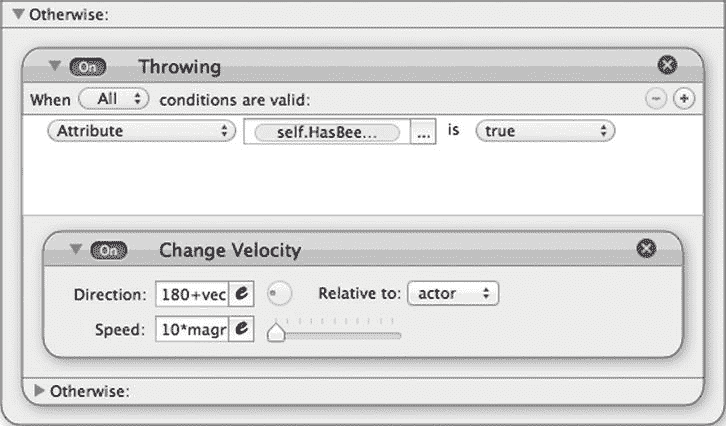 Otherwise:
On Throwing
When All conditions are valid:
Attribute self.HasBee... ... is true
On Change Velocity
Direction: 180+vec e Relative to: actor
Speed: 10*magr e
Otherwise: